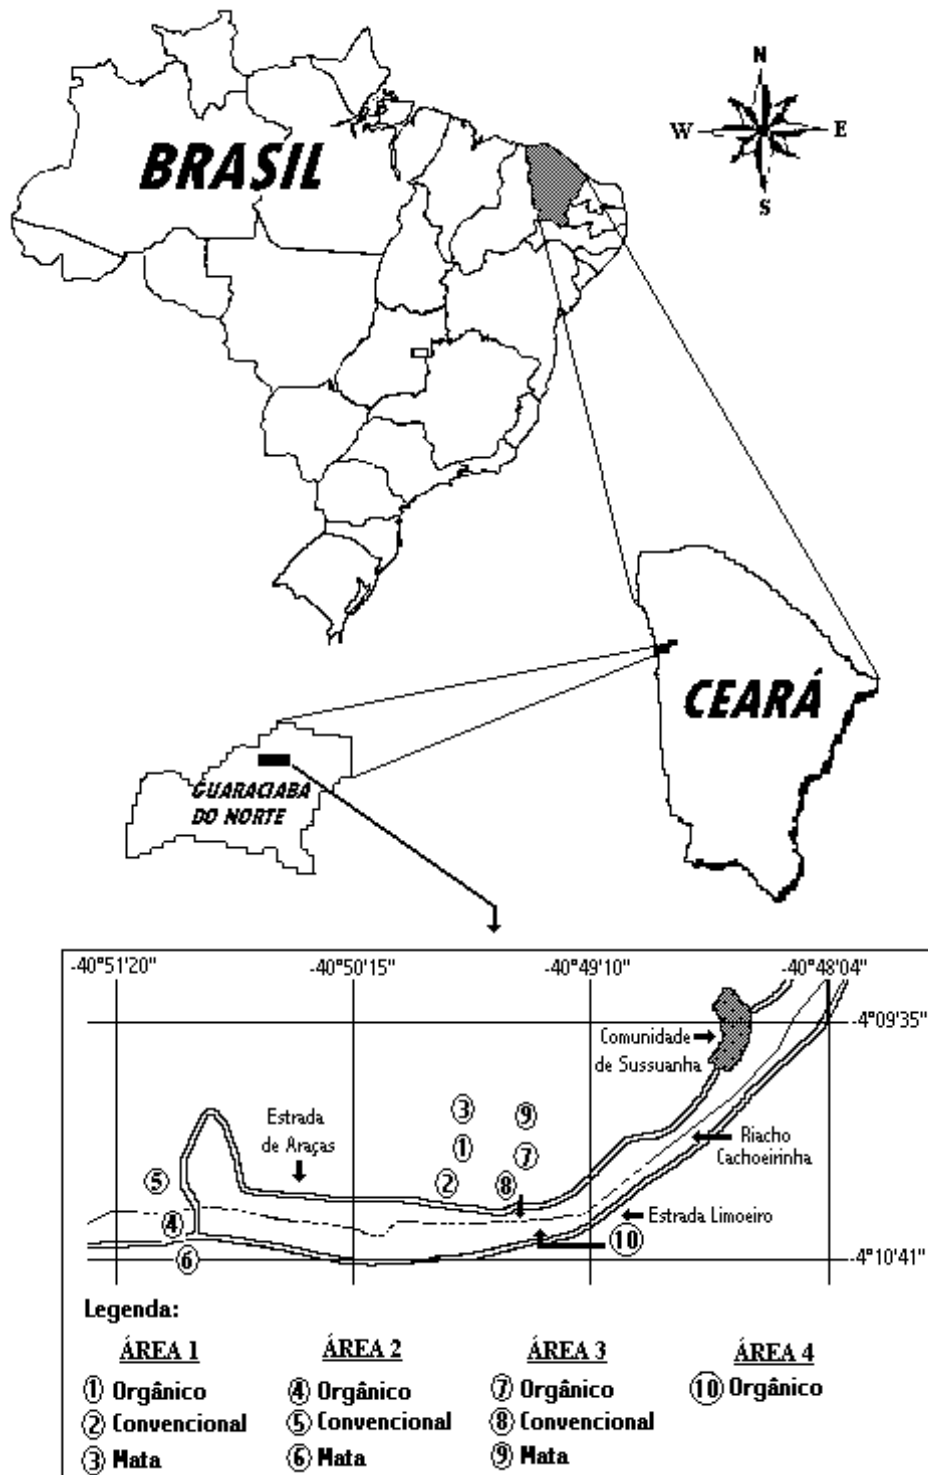 N
W E
S
BRASIL
CEARÁ
GUARACIABA
DO NORTE
-40°51'20" -40°50'15" -40°49'10" -40°48'04"
-4°09'35"
Comunidade
de Sussuanha
3 9
Estrada
de Araças
1 7
Riacho
Cachoeirinha
5 2 8
4 Estrada Limoeiro
10
6 -4°10'41"
Legenda:
ÁREA 1 ÁREA 2 ÁREA 3 ÁREA 4
1 Orgânico 4 Orgânico 7 Orgânico 10 Orgânico
2 Convencional 5 Convencional 8 Convencional
3 Mata 6 Mata 9 Mata